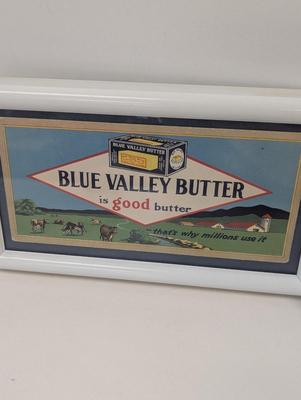 BLUE VALLEY BUTTER
BLUE VALLEY BUTTER
is good butter
—that's why millions use it